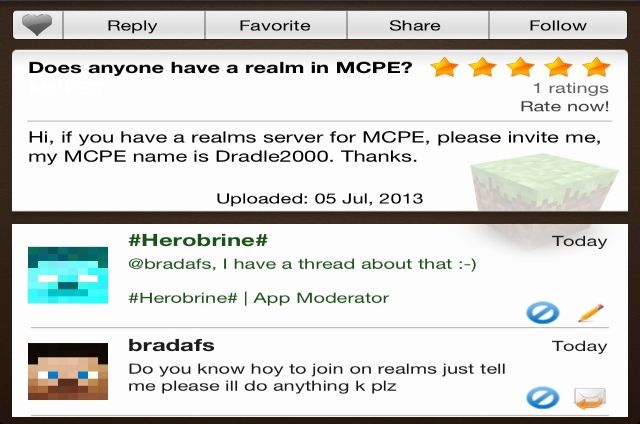 Reply Favorite Share Follow
Does anyone have a realm in MCPE?
1 ratings
Rate now!
Hi, if you have a realms server for MCPE, please invite me,
my MCPE name is Dradle2000. Thanks.
Uploaded: 05 Jul, 2013
#Herobrine# Today
@bradafs, I have a thread about that :-)
#Herobrine# | App Moderator
bradafs Today
Do you know hoy to join on realms just tell
me please ill do anything k plz